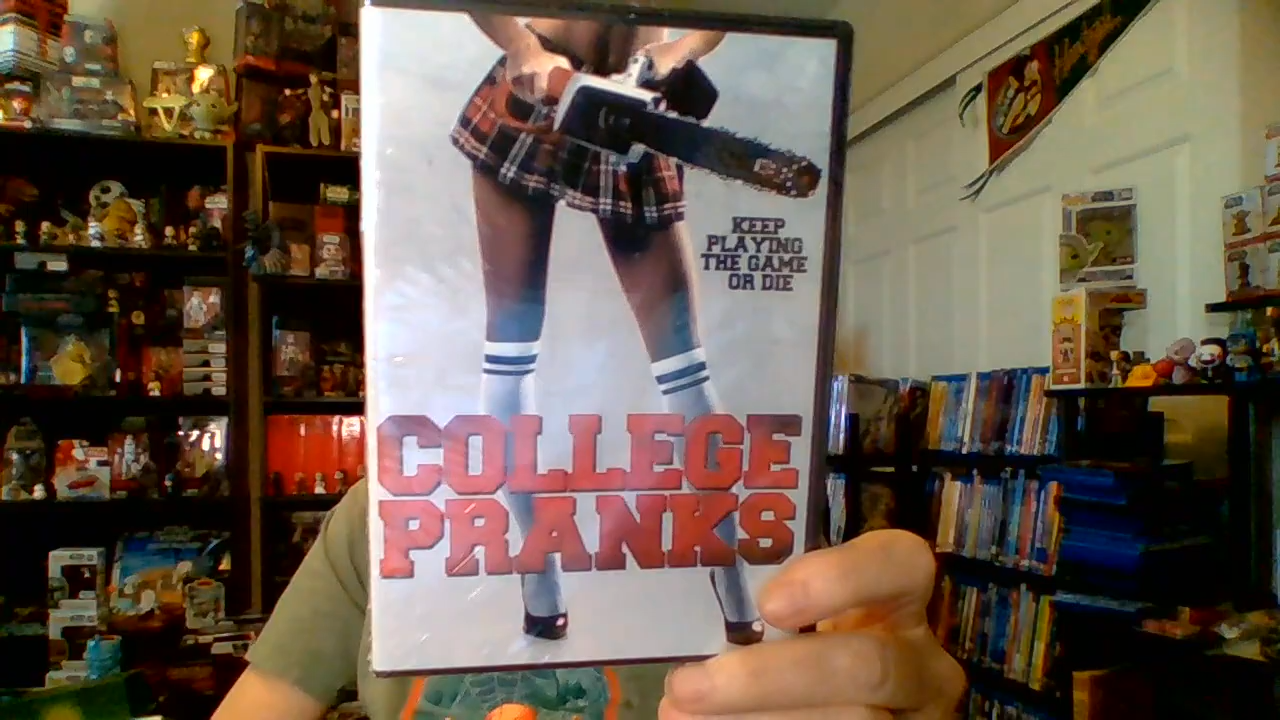 KEEP
PLAYING
THE GAME
OR DIE
COLLEGE
PRANKS